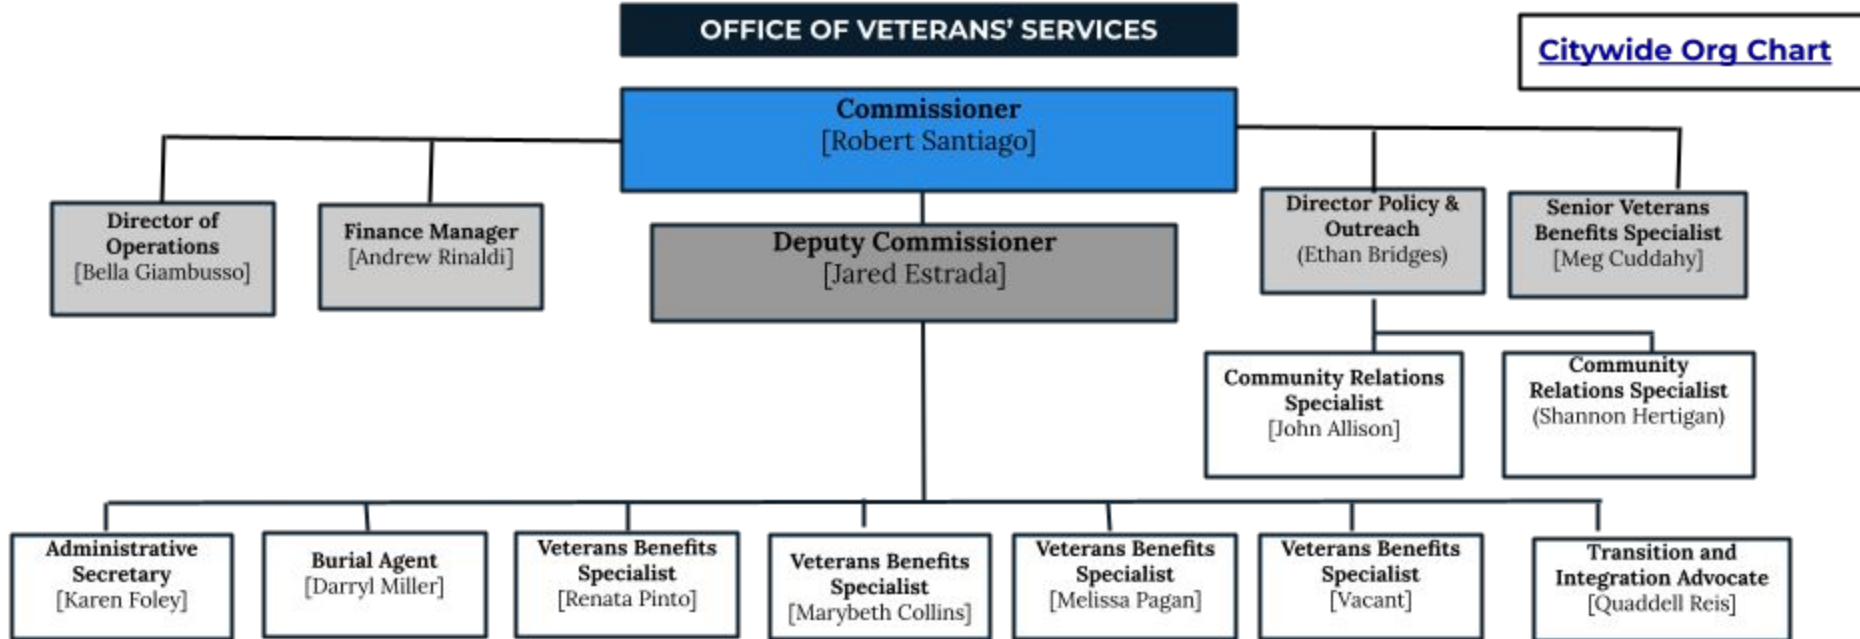 OFFICE OF VETERANS’ SERVICES
Citywide Org Chart
Commissioner
[Robert Santiago]
Director of
Operations
[Bella Giambusso]
Finance Manager
[Andrew Rinaldi]
Deputy Commissioner
[Jared Estrada]
Director Policy &
Outreach
(Ethan Bridges)
Senior Veterans
Benefits Specialist
[Meg Cuddahy]
Community Relations
Specialist
[John Allison]
Community
Relations Specialist
(Shannon Hertigan)
Administrative
Secretary
[Karen Foley]
Burial Agent
[Darryl Miller]
Veterans Benefits
Specialist
[Renata Pinto]
Veterans Benefits
Specialist
[Marybeth Collins]
Veterans Benefits
Specialist
[Melissa Pagan]
Veterans Benefits
Specialist
[Vacant]
Transition and
Integration Advocate
[Quaddell Reis]